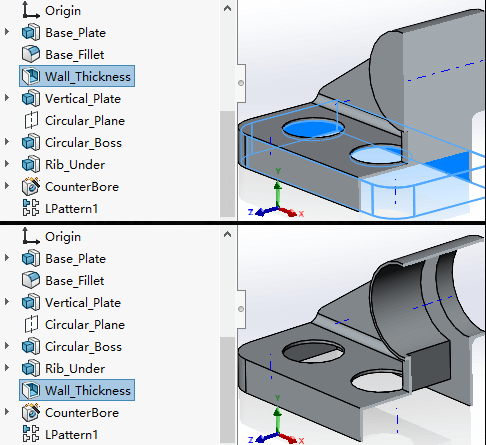 Origin
Base_Plate
Base_Fillet
Wall_Thickness
Vertical_Plate
Circular_Plane
Circular_Boss
Rib_Under
CounterBore
LPattern1
Y
Z
X
Origin
Base_Plate
Base_Fillet
Vertical_Plate
Circular_Plane
Circular_Boss
Rib_Under
Wall_Thickness
CounterBore
LPattern1
Y
Z
X